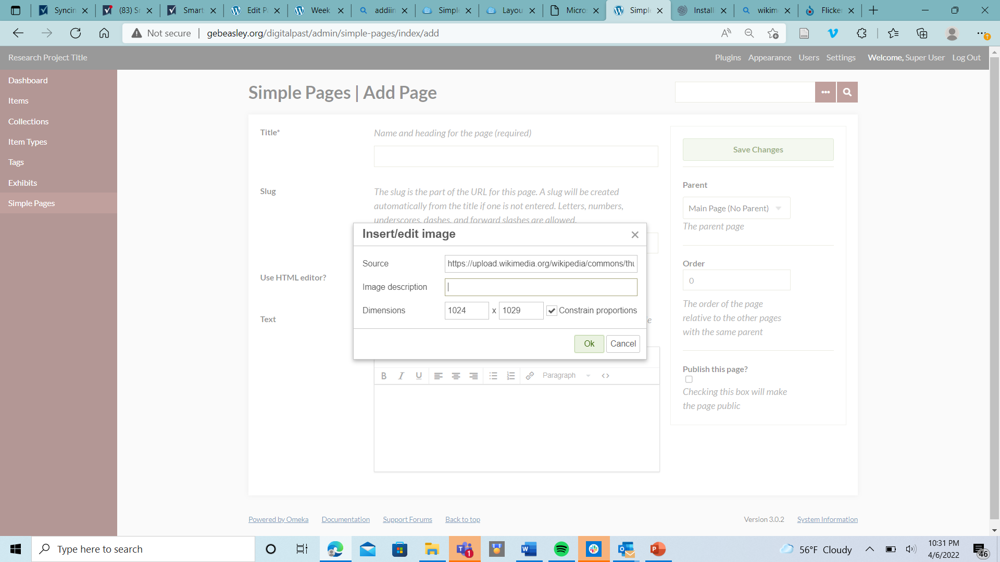 Syncin
(83) Sr
Smart
Edit P
Week
addiin
Simple
Layou
Micro
Simple
Install
wikim
Flicker
Not secure
gebeasley.org/digitalpast/admin/simple-pages/index/add
Research Project Title
Plugins Appearance Users Settings Welcome, Super User Log Out
Dashboard
Items
Collections
Item Types
Tags
Exhibits
Simple Pages
Simple Pages | Add Page
Title*
Name and heading for the page (required)
Slug
The slug is the part of the URL for this page. A slug will be created
automatically from the title if one is not entered. Letters, numbers,
underscores, dashes, and forward slashes are allowed.
Use HTML editor?
Text
Insert/edit image
Source
https://upload.wikimedia.org/wikipedia/commons/thu
Image description
Dimensions
1024 x 1029 Constrain proportions
Ok Cancel
B I U Paragraph
Save Changes
Parent
Main Page (No Parent)
The parent page
Order
0
The order of the page
relative to the other pages
with the same parent
Publish this page?
Checking this box will make
the page public
Powered by Omeka Documentation Support Forums Back to top
Version 3.0.2 System Information
Type here to search
1
56°F Cloudy
10:31 PM
4/6/2022
46